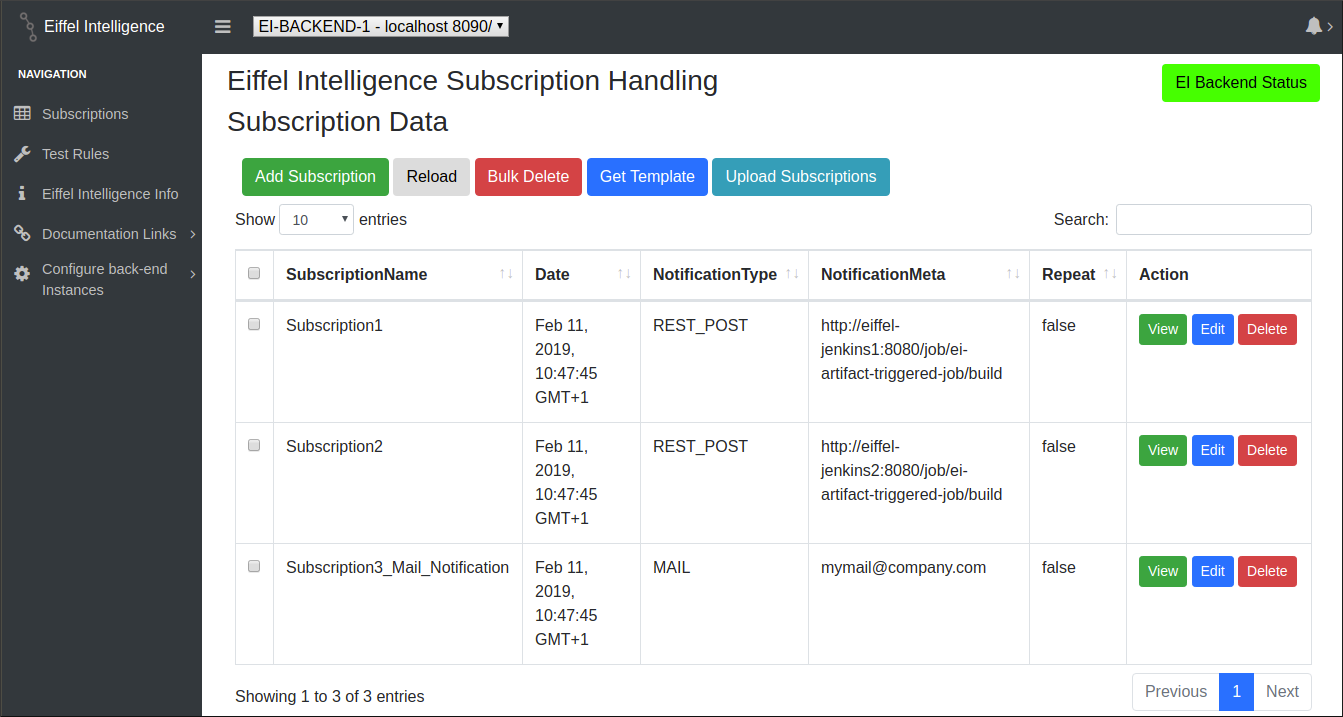 Eiffel Intelligence
EI-BACKEND-1 - localhost 8090/
NAVIGATION
Subscriptions
Test Rules
Eiffel Intelligence Info
Documentation Links
Configure back-end
Instances
Eiffel Intelligence Subscription Handling
EI Backend Status
Subscription Data
Add Subscription Reload Bulk Delete Get Template Upload Subscriptions
Show 10 entries Search:
SubscriptionName Date NotificationType NotificationMeta Repeat Action
Subscription1 Feb 11, REST_POST http://eiffel- false View Edit Delete
2019, jenkins1:8080/job/ei-
10:47:45 artifact-triggered-job/build
GMT+1
Subscription2 Feb 11, REST_POST http://eiffel- false View Edit Delete
2019, jenkins2:8080/job/ei-
10:47:45 artifact-triggered-job/build
GMT+1
Subscription3_Mail_Notification Feb 11, MAIL mymail@company.com false View Edit Delete
2019,
10:47:45
GMT+1
Showing 1 to 3 of 3 entries Previous 1 Next